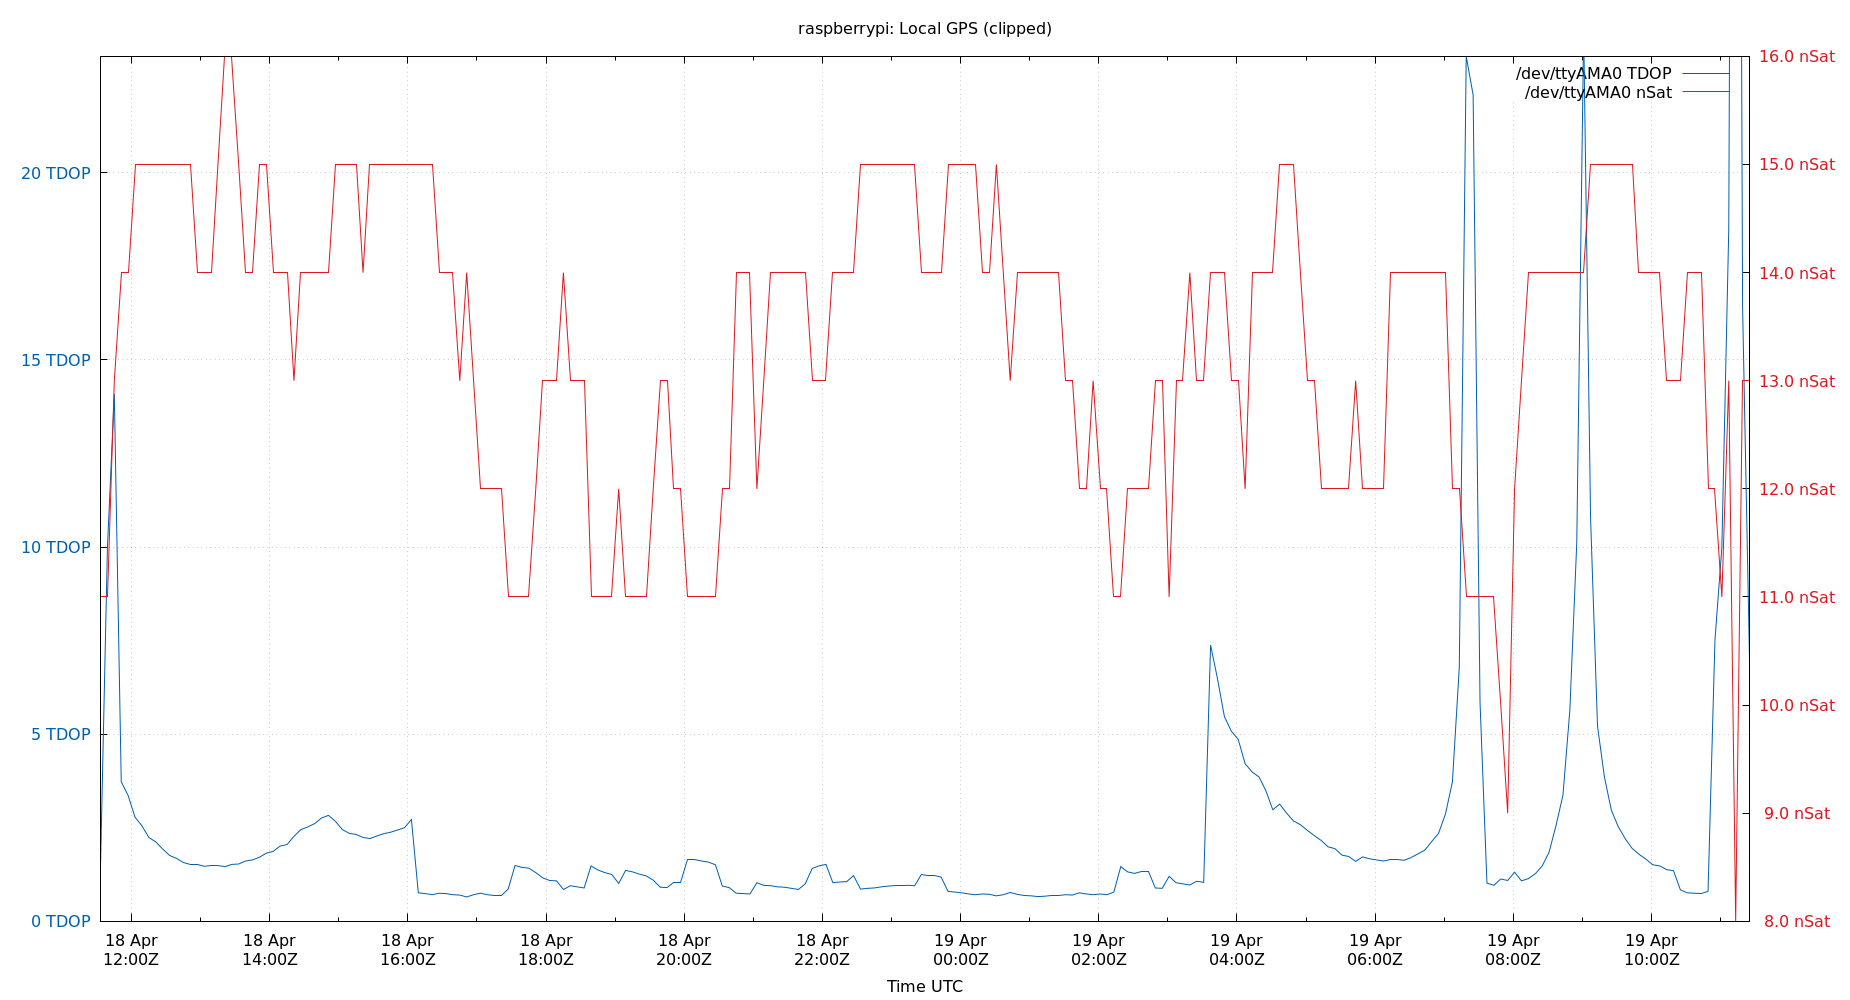 raspberrypi: Local GPS (clipped)
/dev/ttyAMA0 TDOP
/dev/ttyAMA0 nSat
20 TDOP
15 TDOP
10 TDOP
5 TDOP
0 TDOP
16.0 nSat
15.0 nSat
14.0 nSat
13.0 nSat
12.0 nSat
11.0 nSat
10.0 nSat
9.0 nSat
8.0 nSat
18 Apr 18 Apr 18 Apr 18 Apr 18 Apr 18 Apr 19 Apr 19 Apr 19 Apr 19 Apr 19 Apr 19 Apr
12:00Z 14:00Z 16:00Z 18:00Z 20:00Z 22:00Z 00:00Z 02:00Z 04:00Z 06:00Z 08:00Z 10:00Z
Time UTC